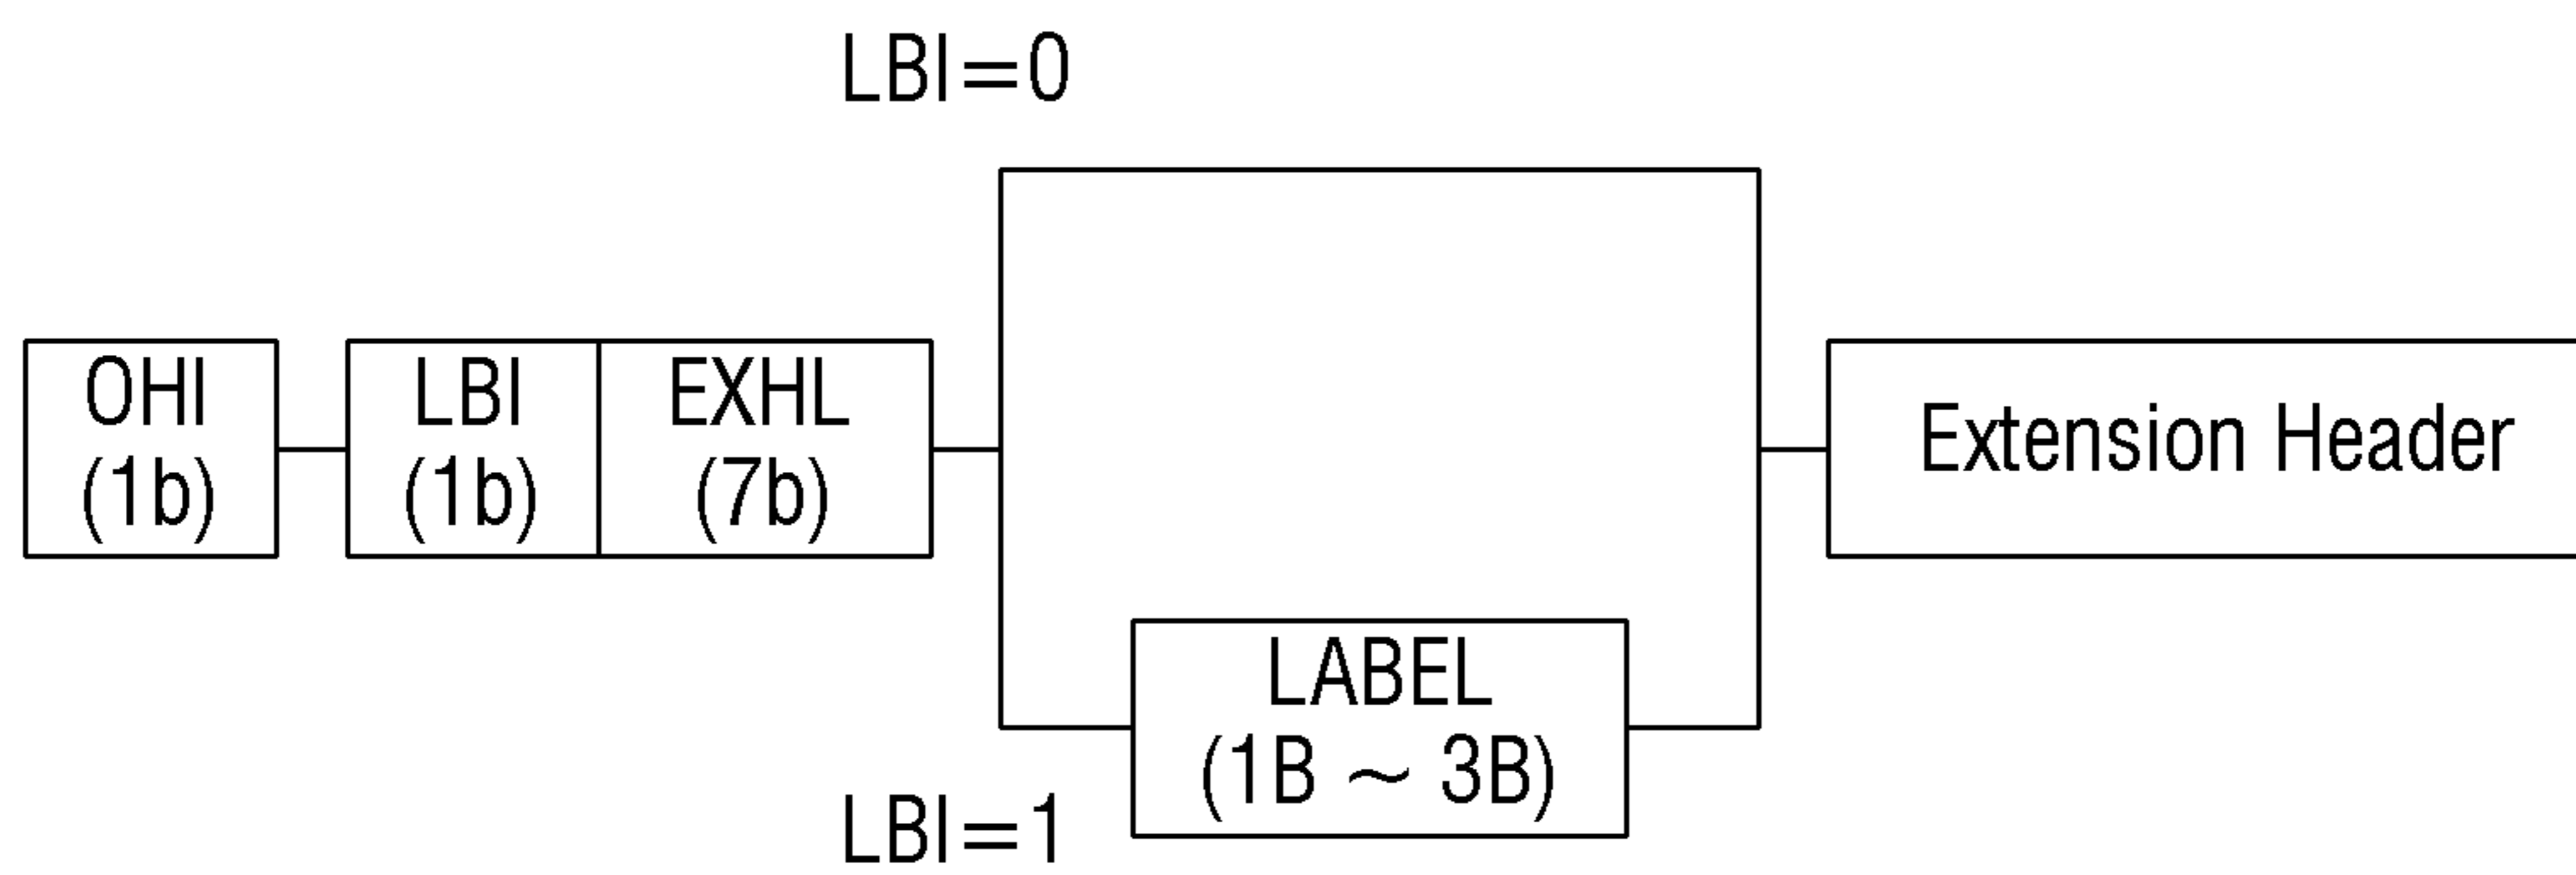 LBI=0
OHI
(1b)
LBI
(1b)
EXHL
(7b)
Extension Header
LABEL
(1B ~ 3B)
LBI=1